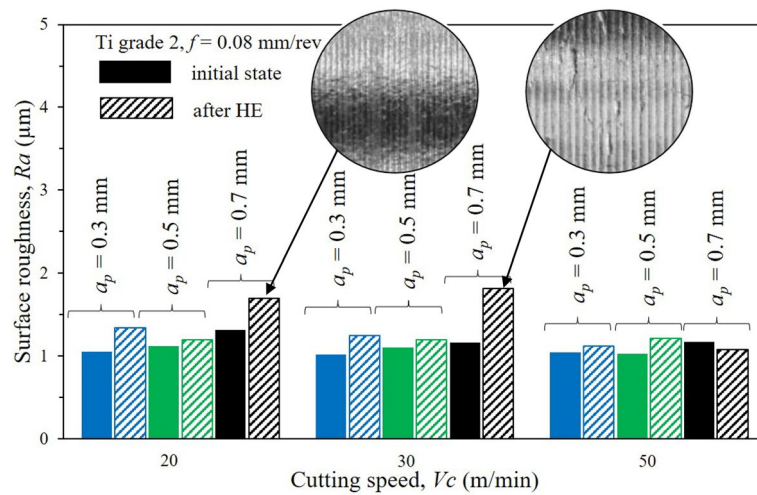 5
Ti grade 2, f = 0.08 mm/rev
initial state
after HE
4
3
2
1
0
Surface roughness, Ra (µm)
ap = 0.3 mm
ap = 0.5 mm
ap = 0.7 mm
ap = 0.3 mm
ap = 0.5 mm
ap = 0.7 mm
ap = 0.3 mm
ap = 0.5 mm
ap = 0.7 mm
20 30 50
Cutting speed, Vc (m/min)